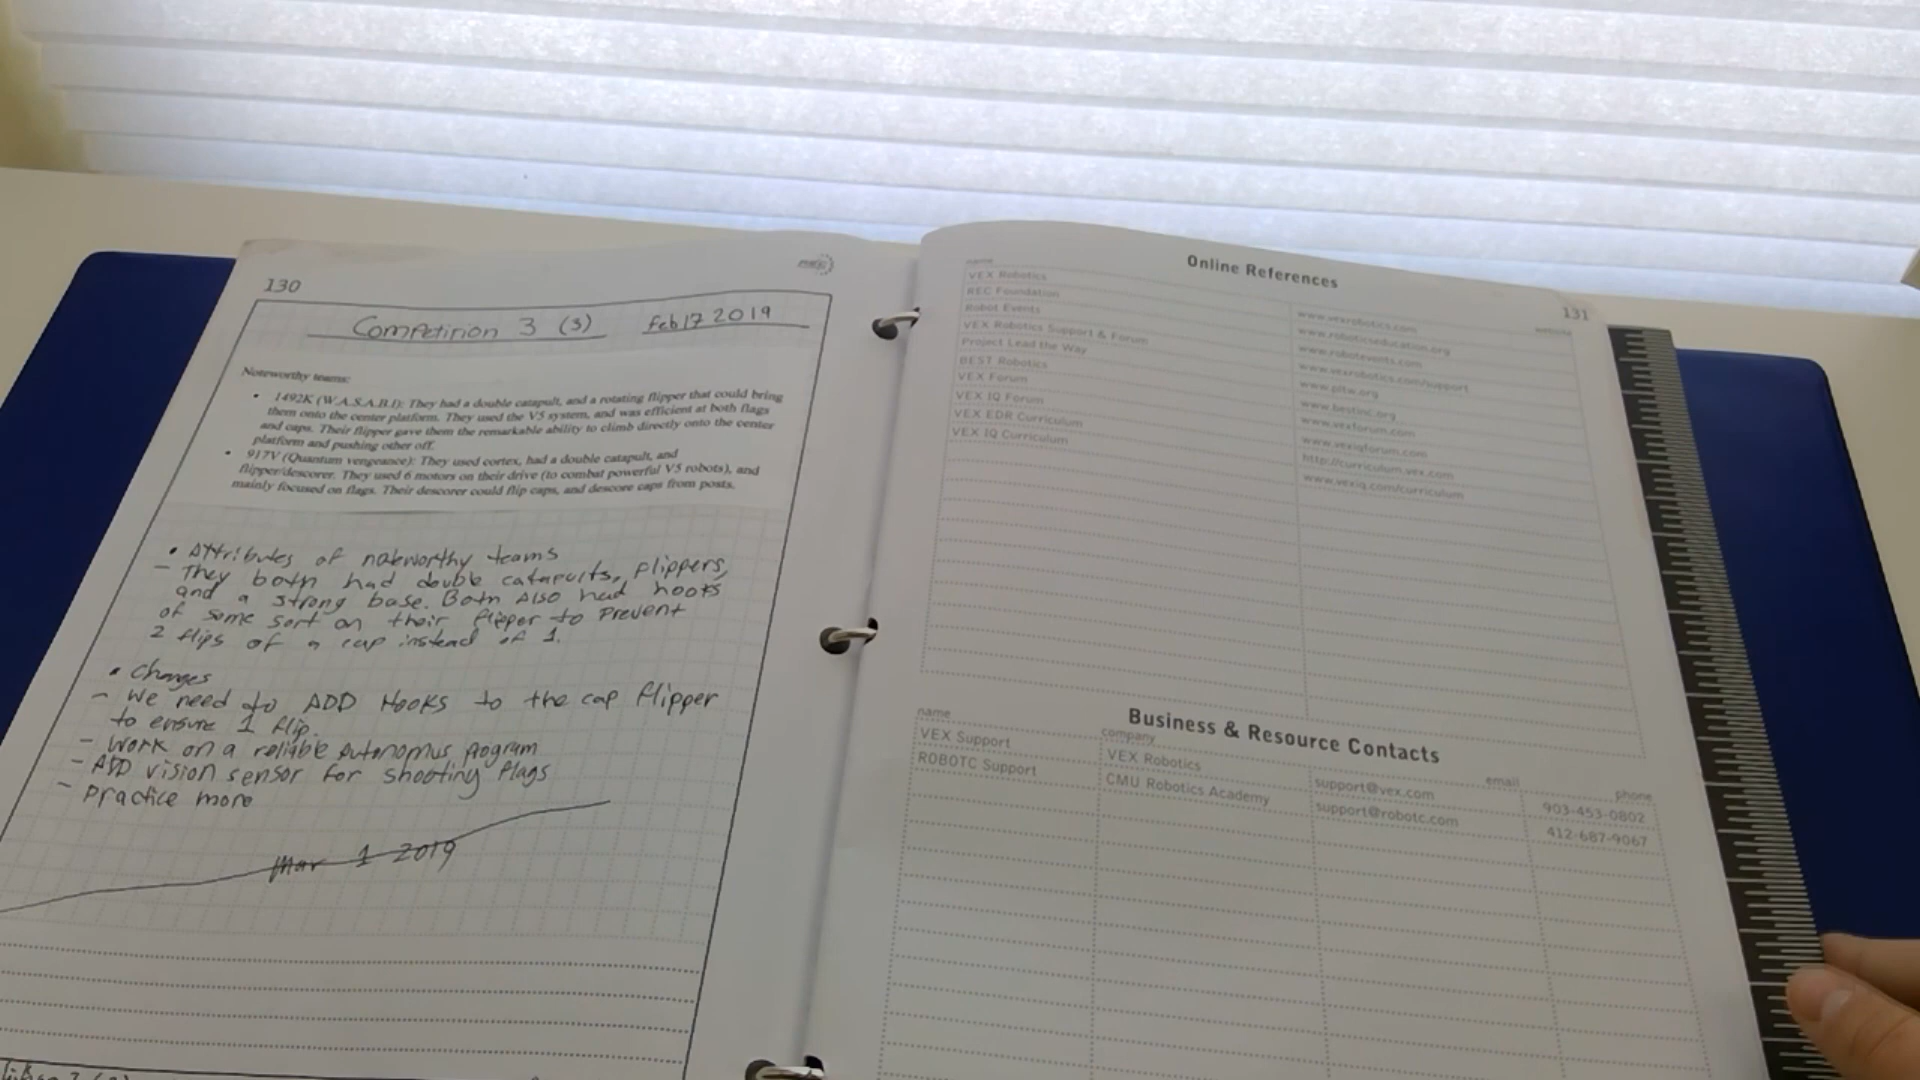 130
Competition 3 (3) feb 17 2019
Noteworthy teams:
• 1492K (W.A.S.A.B.I): They had a double catapult, and a rotating flipper that could bring
them onto the center platform. They used the V5 system, and was efficient at both flags
and caps. Their flipper gave them the remarkable ability to climb directly onto the center
platform and pushing other off.
• 917V (Quantum vengeance): They used cortex, had a double catapult, and
flipper/descorer. They used 6 motors on their drive (to combat powerful V5 robots), and
mainly focused on flags. Their descorer could flip caps, and descore caps from posts.
• Attributes of noteworthy teams
- They both had double catapults, flippers,
and a strong base. Both Also had hooks
of some sort on their flipper to Prevent
2 flips of a cap instead of 1.
• Changes
- We need to ADD Hooks to the cap flipper
to ensure 1 flip.
- Work on a reliable autonomus program
- ADD vision sensor for shooting flags
- Practice more
Mar 1 2019
131
Online References
name website
VEX Robotics www.vexrobotics.com
REC Foundation www.roboticseducation.org
Robot Events www.robotevents.com
VEX Robotics Support & Forum www.vexrobotics.com/support
Project Lead the Way www.pltw.org
BEST Robotics www.bestinc.org
VEX Forum www.vexforum.com
VEX IQ Forum www.vexiqforum.com
VEX EDR Curriculum http://curriculum.vex.com
VEX IQ Curriculum www.vexiq.com/curriculum
Business & Resource Contacts
name company email phone
VEX Support VEX Robotics support@vex.com 903-453-0802
ROBOTC Support CMU Robotics Academy support@robotc.com 412-687-9067